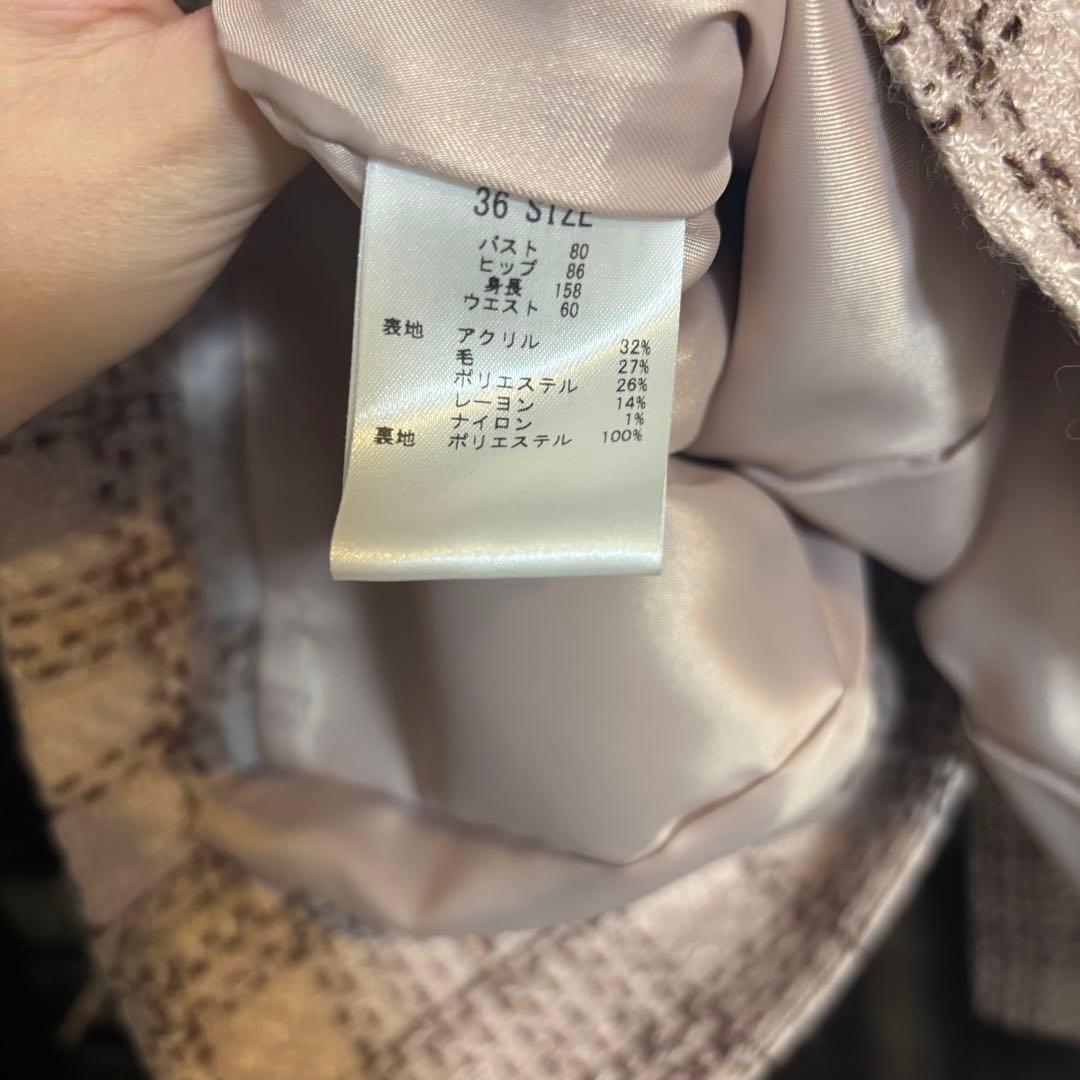 36 SIZE
バスト 80
ヒップ 86
身長 158
ウエスト 60
表地 アクリル 32%
毛 27%
ポリエステル 26%
レーヨン 14%
ナイロン 1%
裏地 ポリエステル 100%